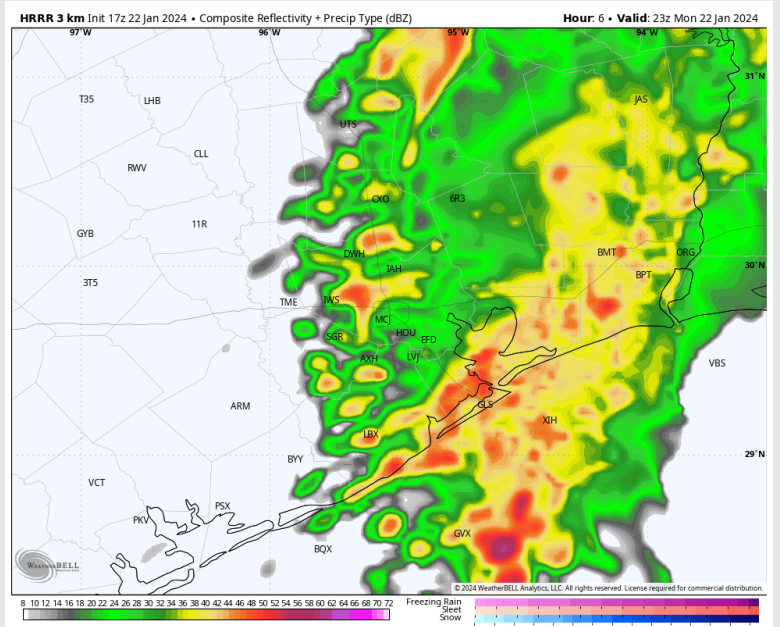 HRRR 3 km Init 17z 22 Jan 2024 • Composite Reflectivity + Precip Type (dBZ) Hour: 6 • Valid: 23z Mon 22 Jan 2024
97°W 96°W 95°W 94°W
31°N
T35 LHB JAS
UTS
CLL
RWV
CXO 6R3
11R
GYB
DWH BMT ORG
30°N
IAH
3T5 BPT
TME IWS
MCJ
SGR HOU EFD
AXH LVJ VBS
ARM GLS
XIH
LBX
29°N
BYY
VCT
PSX
PKV
GVX
BQX
WEATHERBELL
© 2024 WeatherBELL Analytics, LLC. All rights reserved. License required for commercial distribution.
8 10 12 14 16 18 20 22 24 26 28 30 32 34 36 38 40 42 44 46 48 50 52 54 56 58 60 62 64 66 68 70 72
Freezing Rain
Sleet
Snow